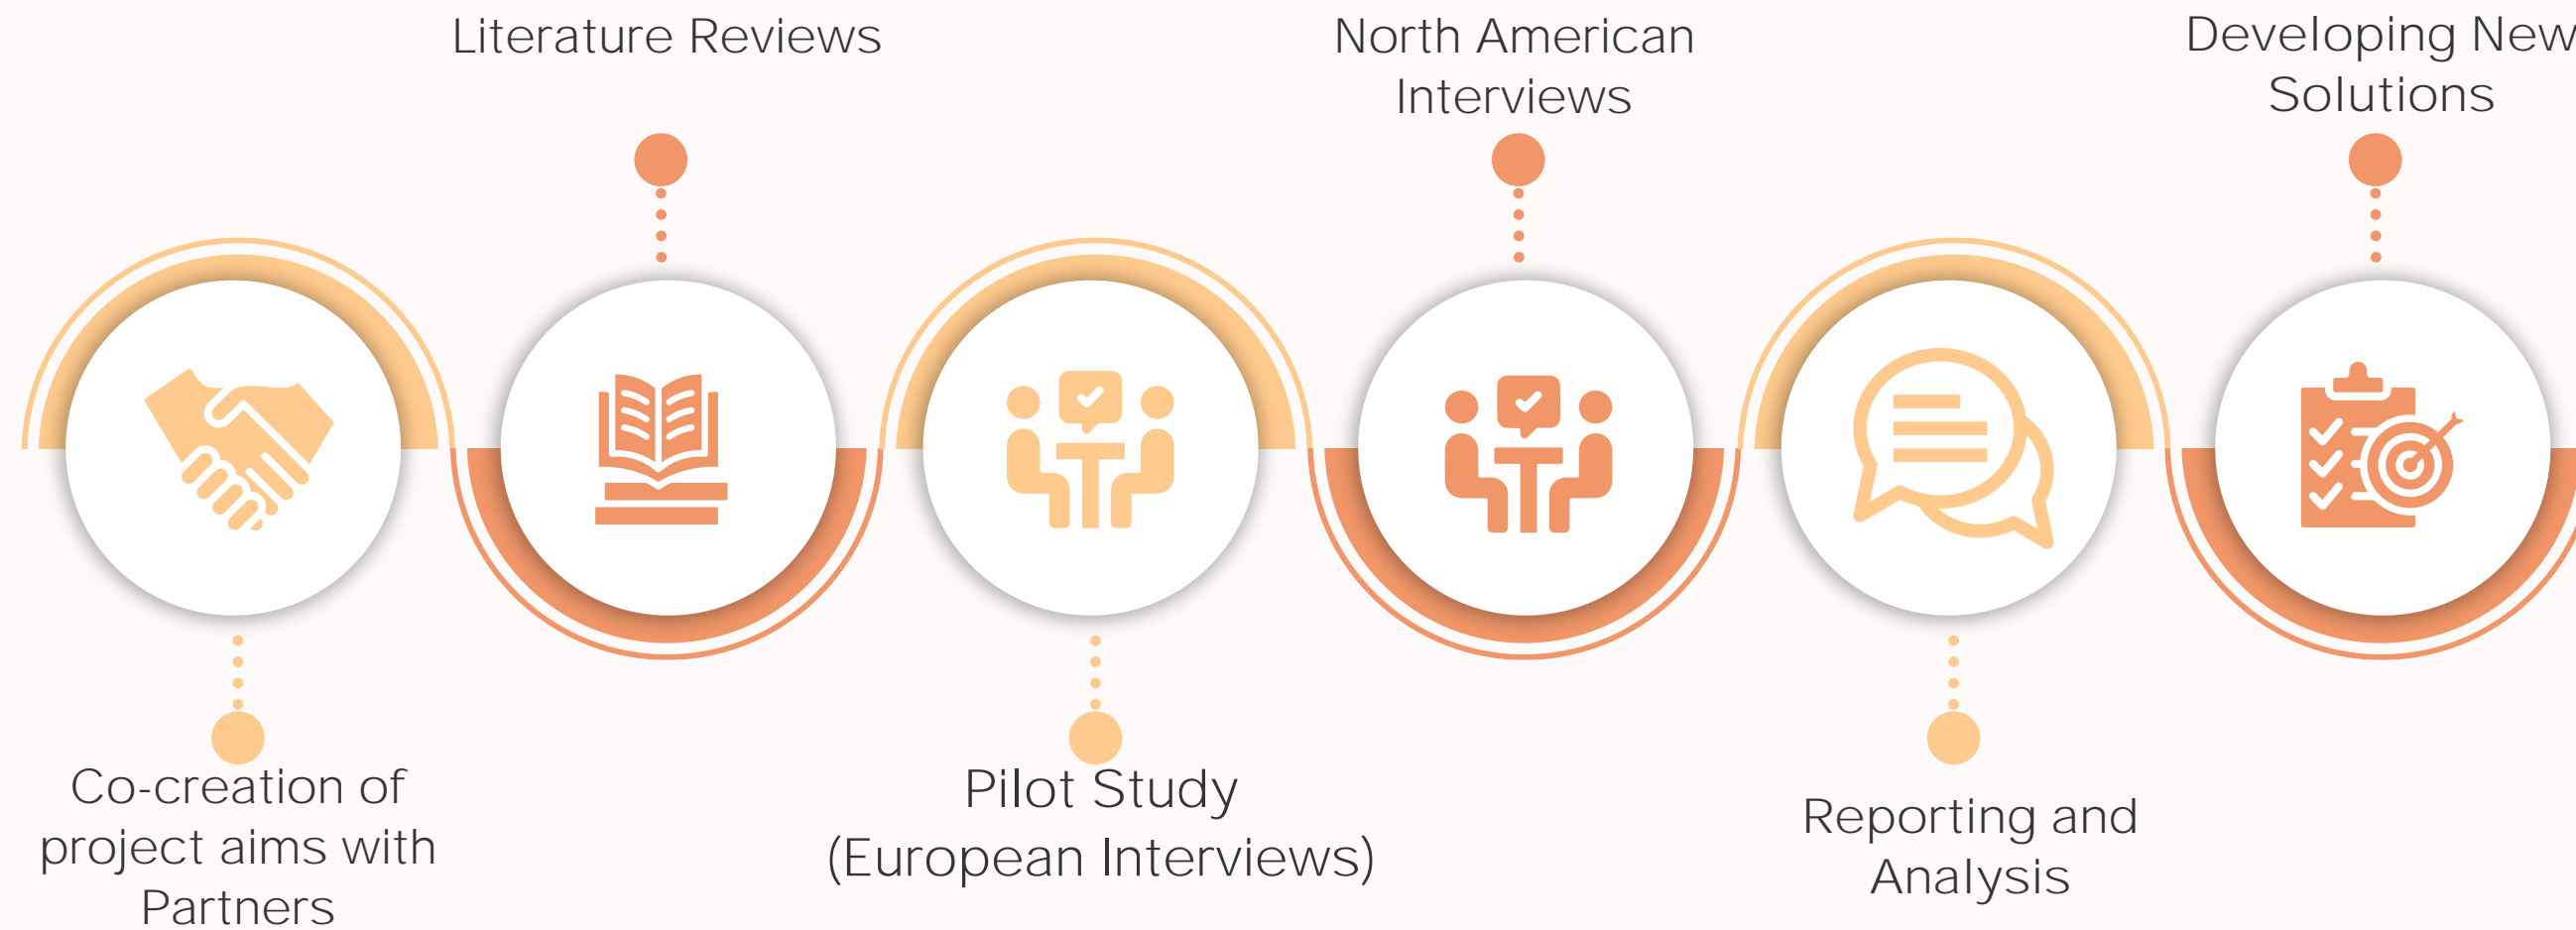 Literature Reviews
North American
Interviews
Developing New
Solutions
Co-creation of
project aims with
Partners
Pilot Study
(European Interviews)
Reporting and
Analysis